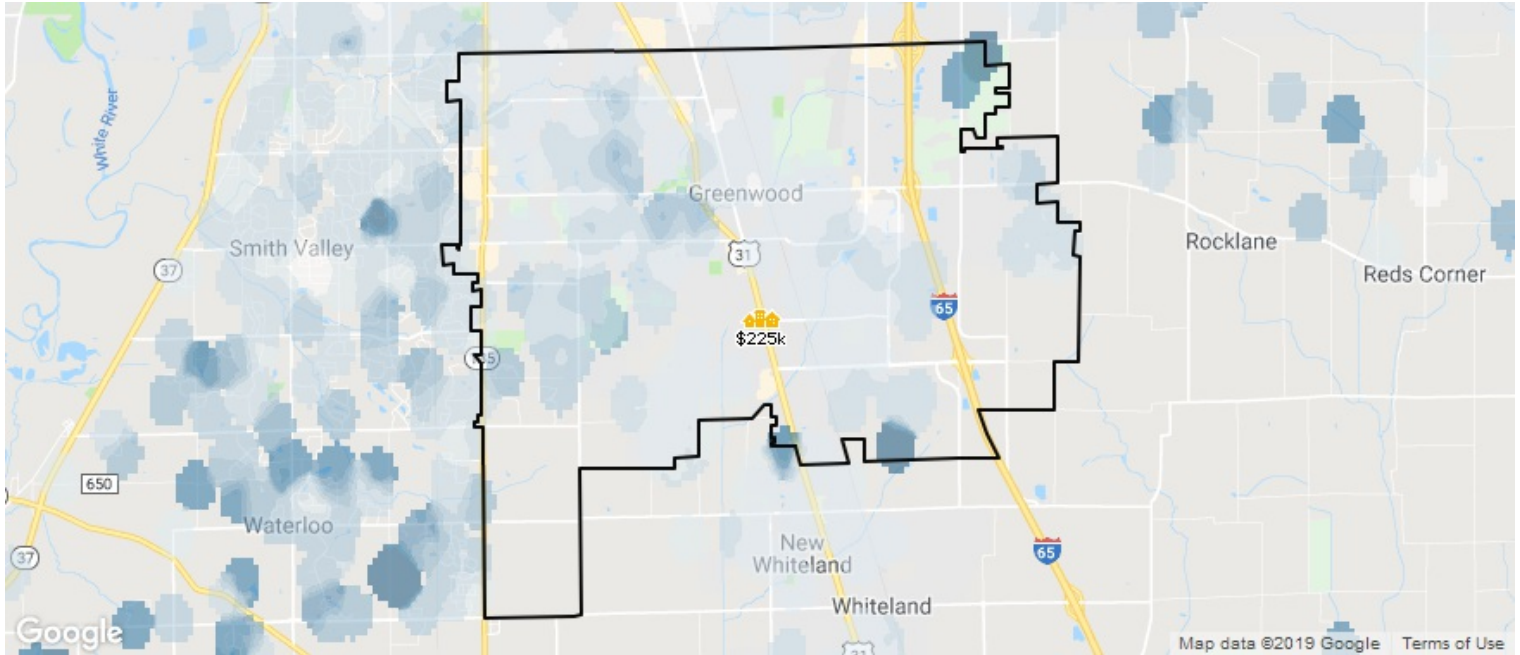 White River
Greenwood
31
Smith Valley
Rocklane
37
Reds Corner
65
$225k
650
Waterloo
New
Whiteland
65
37
Whiteland
Google
31
Map data ©2019 Google
Terms of Use